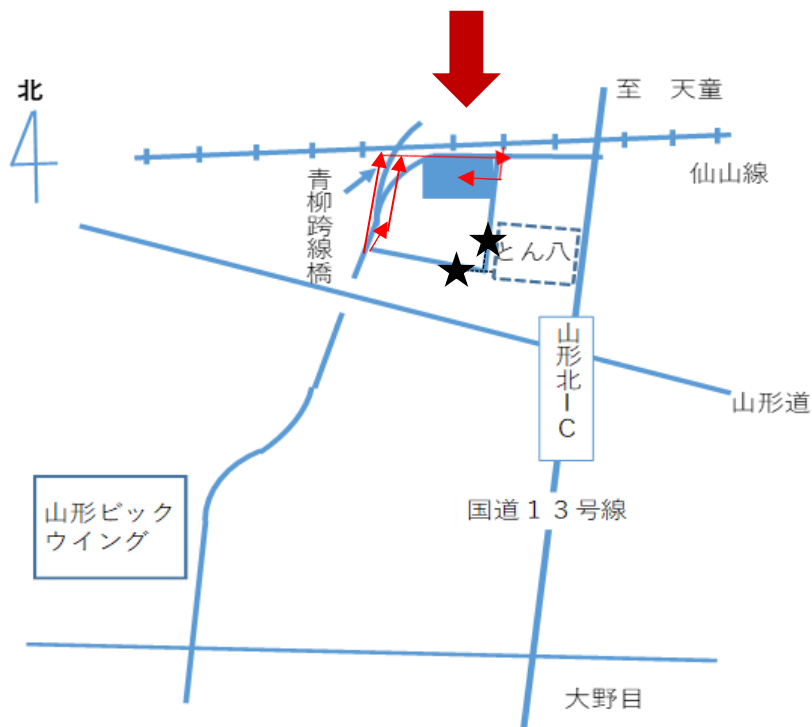 至　天童
北
仙山線
青柳跨線橋
とん八
山形北ＩＣ
山形道
国道１３号線
山形ビック
ウイング
大野目